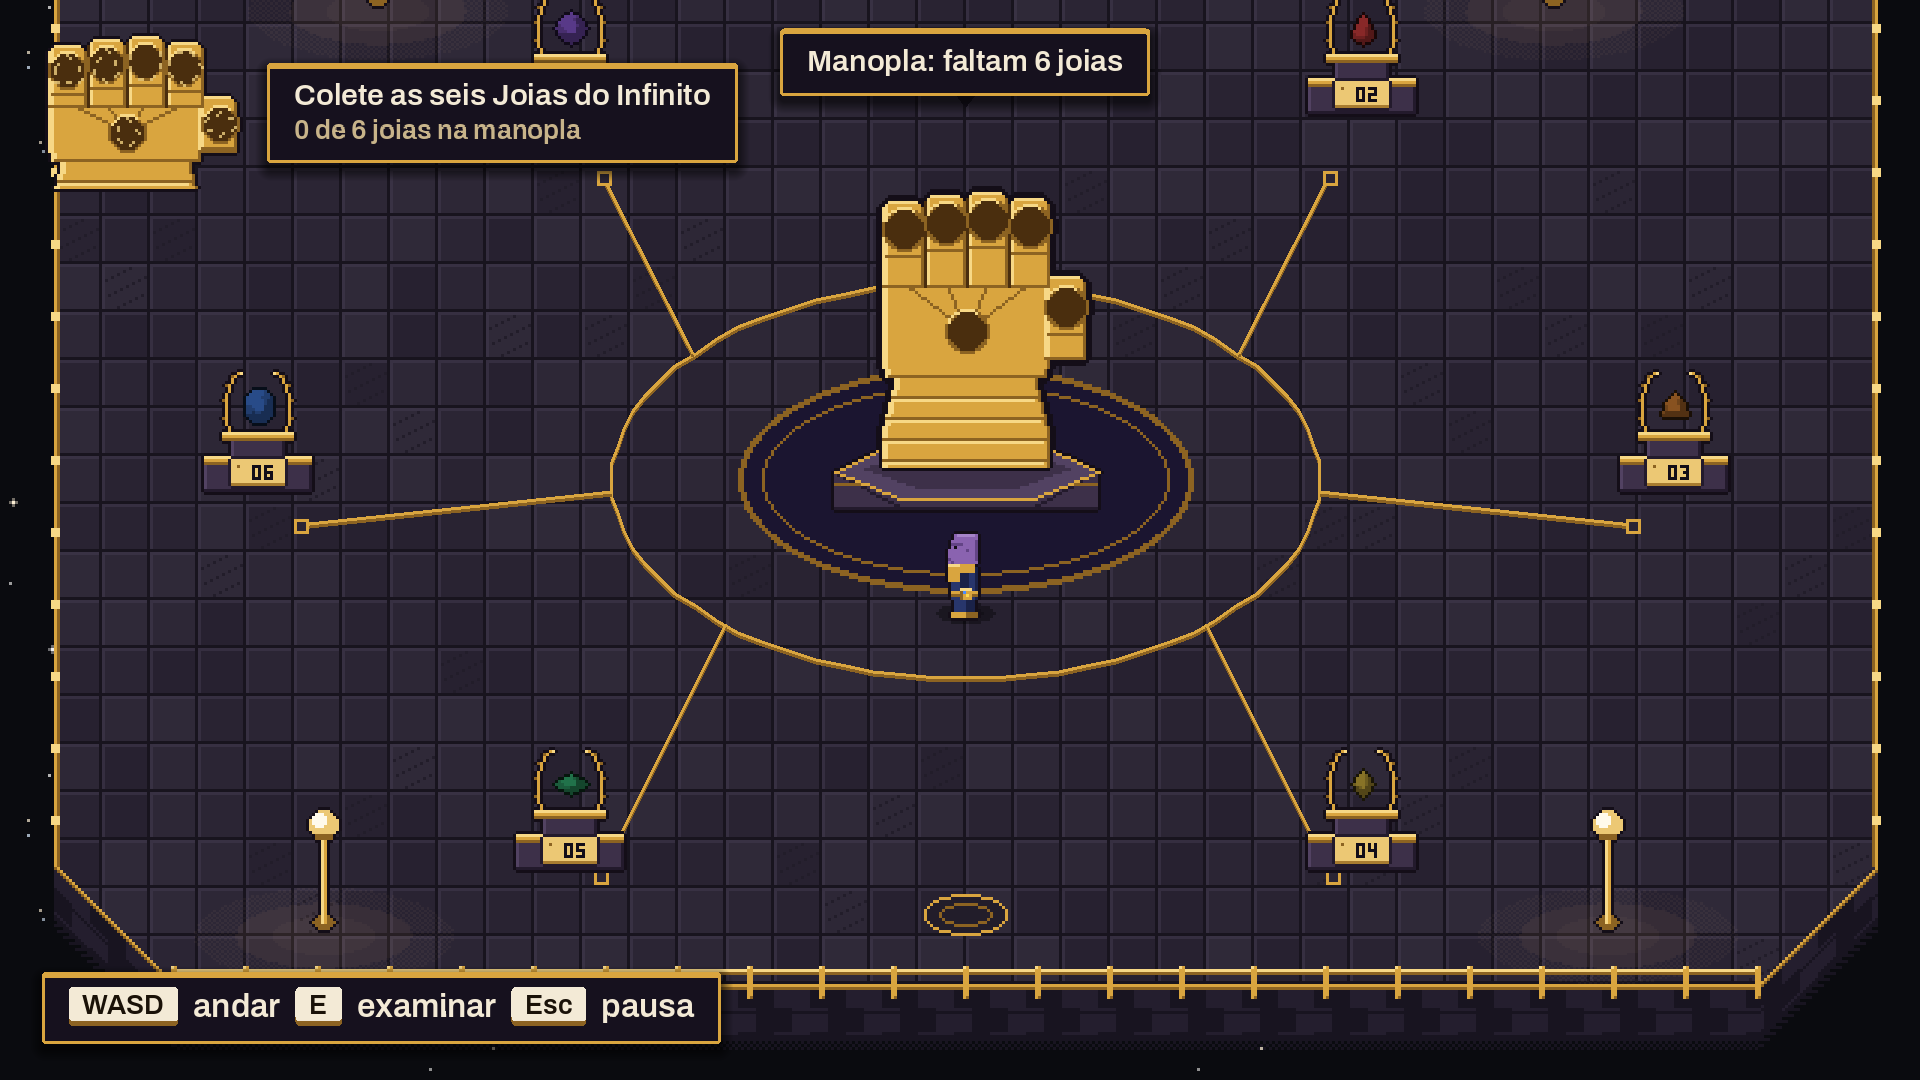 Manopla: faltam 6 joias
Colete as seis Joias do Infinito
0 de 6 joias na manopla
02
06
03
05
04
WASD andar E examinar Esc pausa